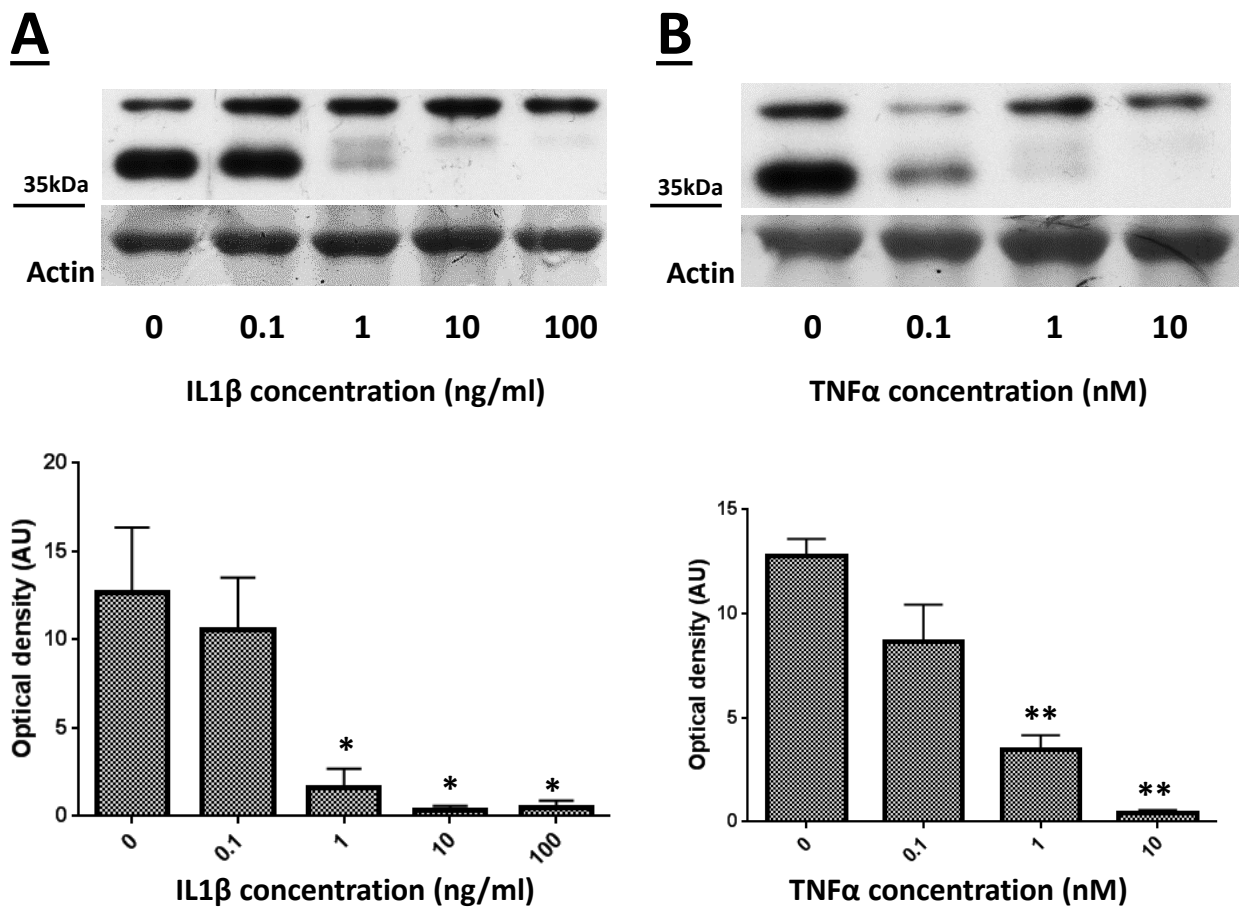 A
35kDa
Actin
0 0.1 1 10 100
IL1β concentration (ng/ml)
20
15
10
5
0
Optical density (AU)
* * *
0 0.1 1 10 100
IL1β concentration (ng/ml)
B
35kDa
Actin
0 0.1 1 10
TNFα concentration (nM)
15
10
5
0
Optical density (AU)
** **
0 0.1 1 10
TNFα concentration (nM)